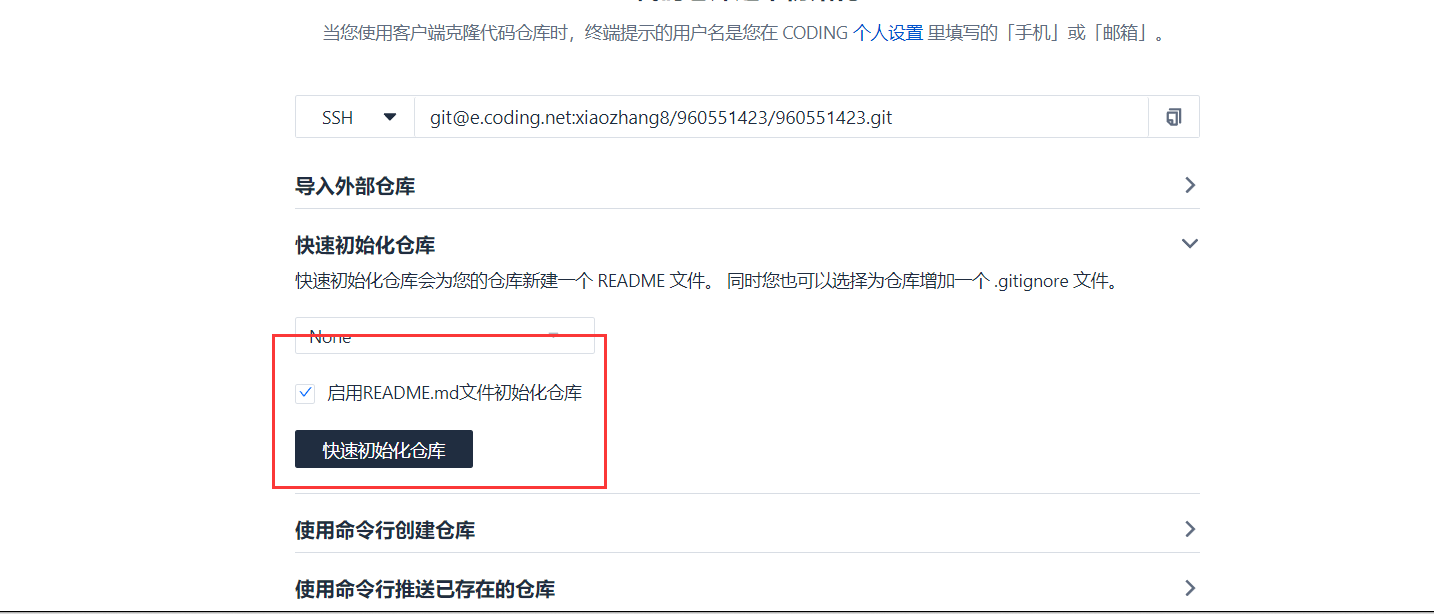 当您使用客户端克隆代码仓库时，终端提示的用户名是您在 CODING 个人设置 里填写的「手机」或「邮箱」。
SSH git@e.coding.net:xiaozhang8/960551423/960551423.git
导入外部仓库
快速初始化仓库
快速初始化仓库会为您的仓库新建一个 README 文件。 同时您也可以选择为仓库增加一个 .gitignore 文件。
None
启用README.md文件初始化仓库
快速初始化仓库
使用命令行创建仓库
使用命令行推送已存在的仓库